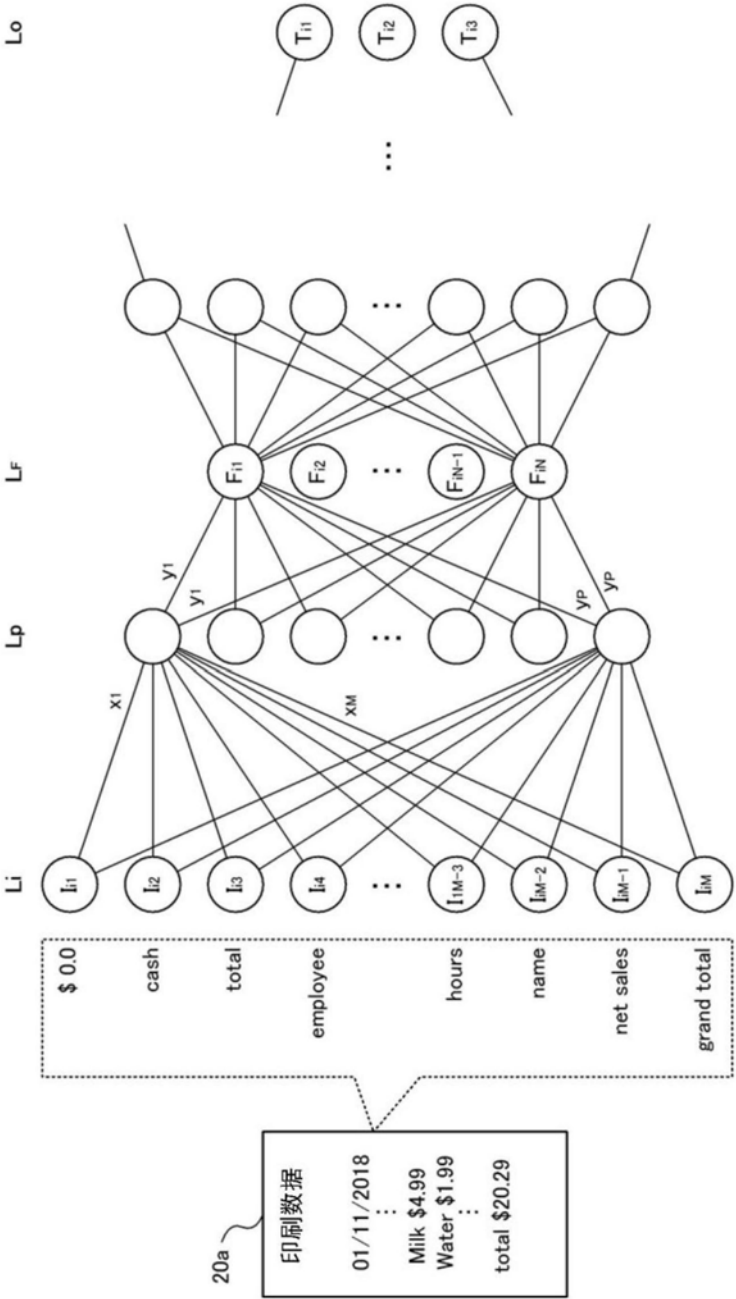 20a
印刷数据
01/11/2018
⋮
Milk $4.99
Water $1.99
⋮
total $20.29
$ 0.0
cash
total
employee
hours
name
net sales
grand total
Li
Lp
LF
Lo
Ii1
Ii2
Ii3
Ii4
⋮
I1M-3
IiM-2
IiM-1
IiM
x1
xM
⋮
y1
y1
yP
yP
Fi1
Fi2
⋮
FiN-1
FiN
⋮
⋮
Ti1
Ti2
Ti3